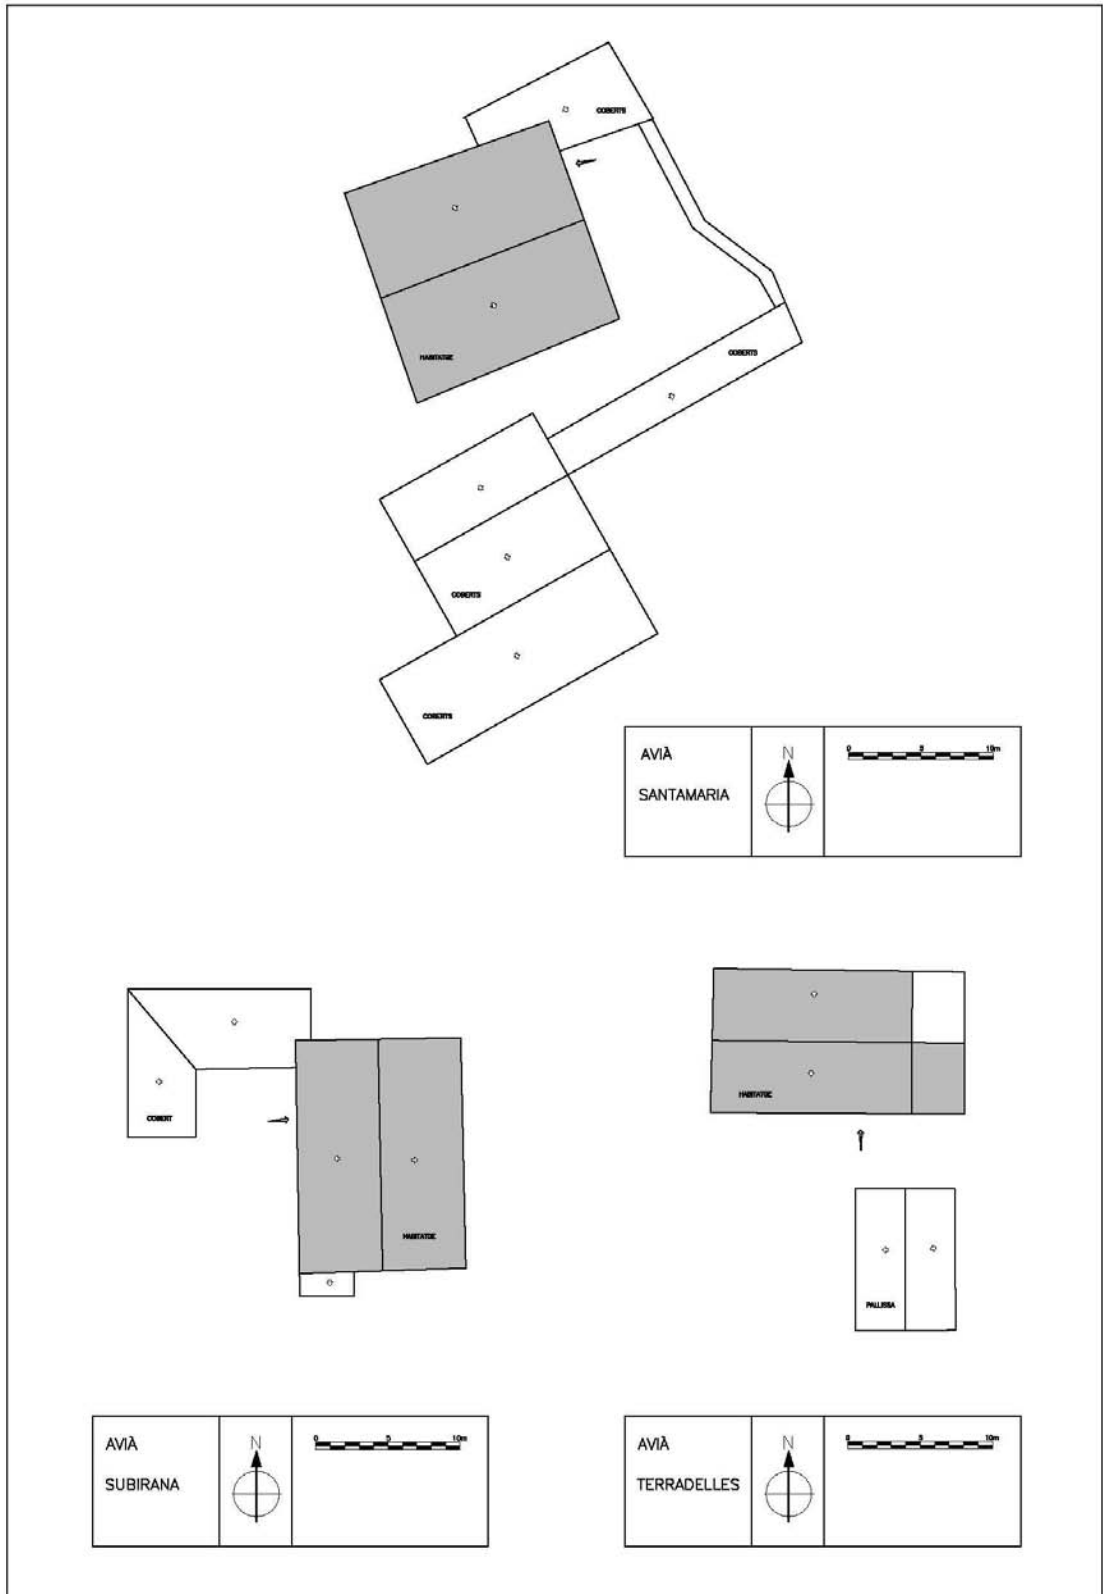 COBERTS
HABITATGE
COBERTS
COBERTS
COBERTS
AVIÀ
SANTAMARIA
N
0 5 10m
COBERT
HABITATGE
HABITATGE
PALLISSA
AVIÀ
SUBIRANA
N
0 5 10m
AVIÀ
TERRADELLES
N
0 5 10m